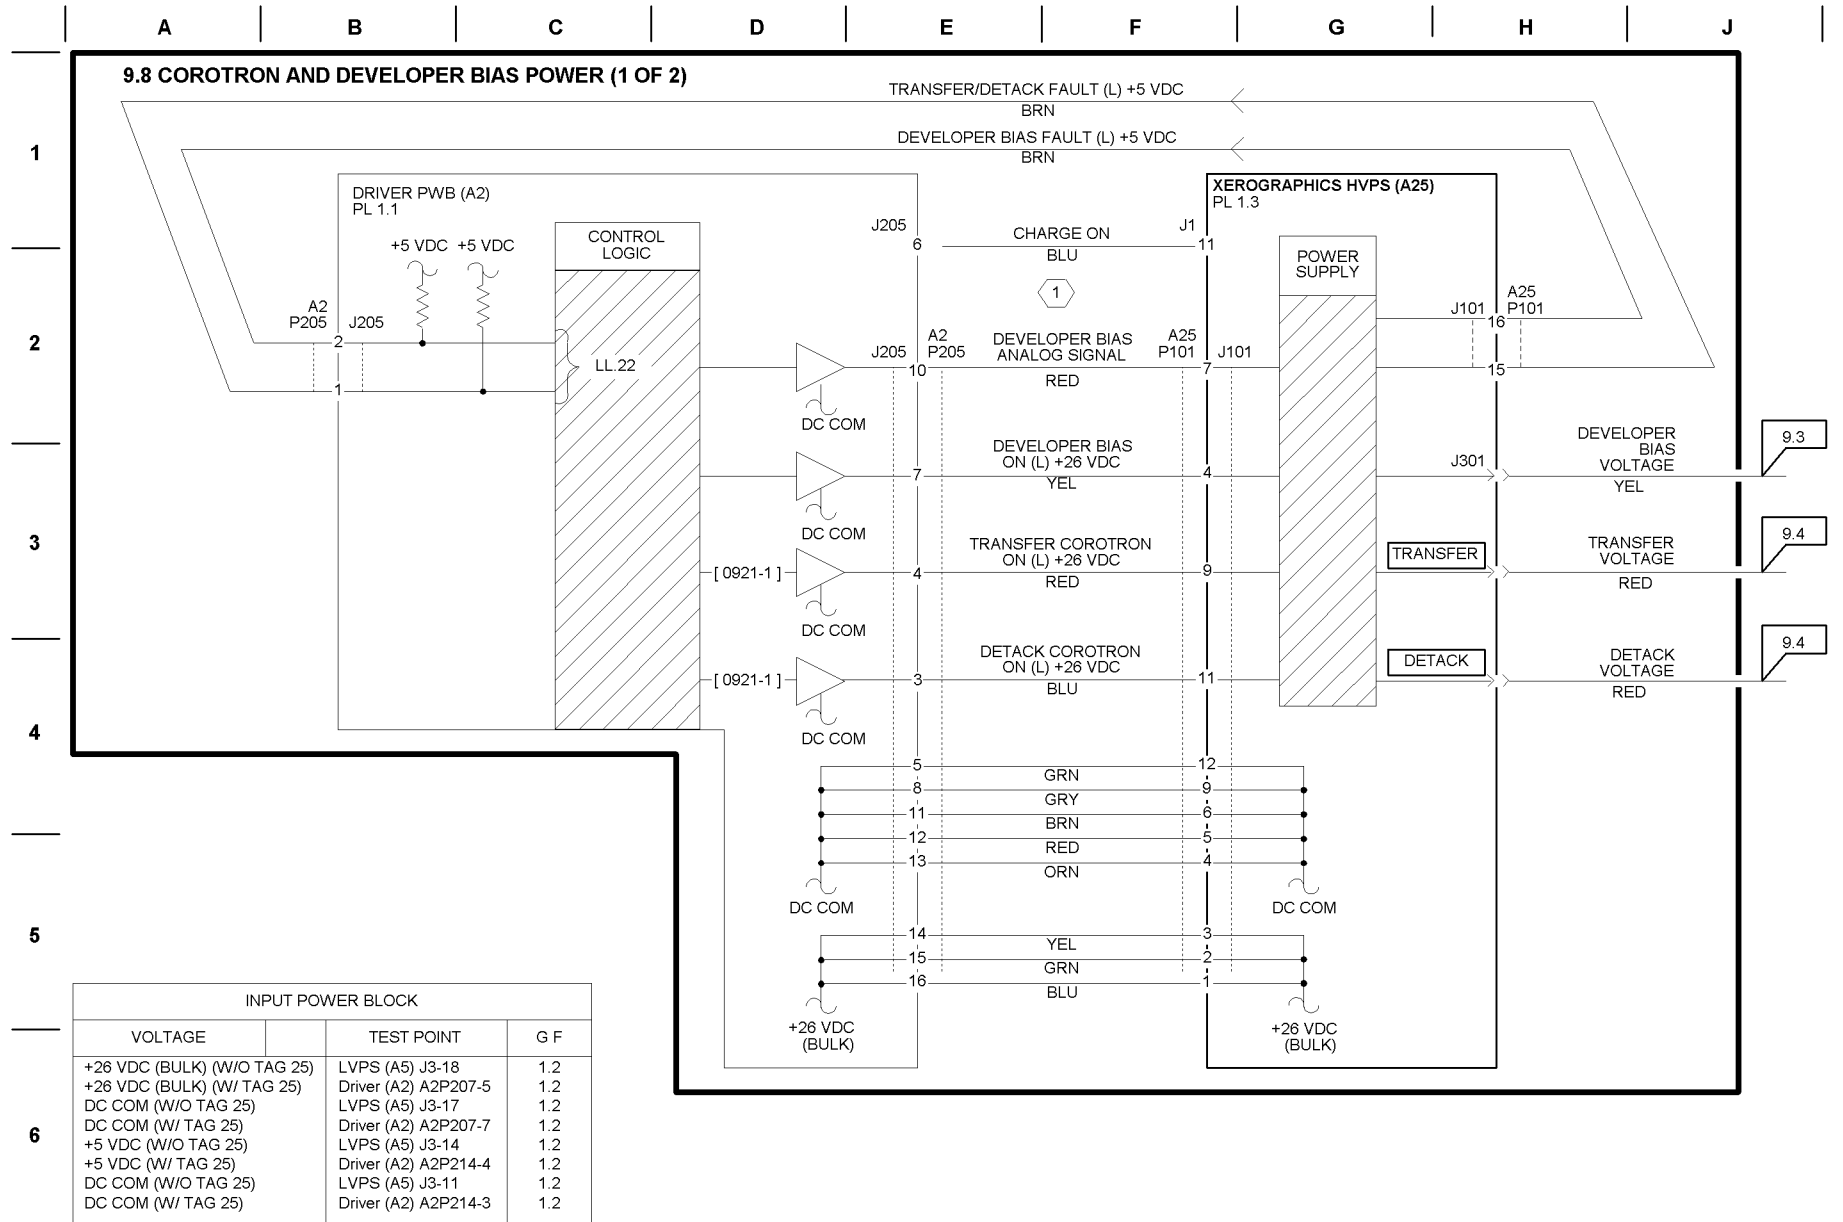 A B C D E F G H J
9.8 COROTRON AND DEVELOPER BIAS POWER (1 OF 2)
TRANSFER/DETACK FAULT (L) +5 VDC
BRN
1
DEVELOPER BIAS FAULT (L) +5 VDC
BRN
DRIVER PWB (A2)
PL 1.1
XEROGRAPHICS HVPS (A25)
PL 1.3
+5 VDC +5 VDC
CONTROL
LOGIC
J205
6
CHARGE ON
BLU
J1
11
1
POWER
SUPPLY
2
A2
P205 J205
2
1
LL.22
DC COM
J205
A2
P205
10
DEVELOPER BIAS
ANALOG SIGNAL
RED
A25
P101 J101
7
J101
A25
P101
16
15
DC COM
7
DEVELOPER BIAS
ON (L) +26 VDC
YEL
4
J301
DEVELOPER
BIAS
VOLTAGE
YEL
9.3
3
[ 0921-1 ]
DC COM
4
TRANSFER COROTRON
ON (L) +26 VDC
RED
9
TRANSFER
TRANSFER
VOLTAGE
RED
9.4
[ 0921-1 ]
DC COM
3
DETACK COROTRON
ON (L) +26 VDC
BLU
11
DETACK
DETACK
VOLTAGE
RED
9.4
4
5 GRN 12
8 GRY 9
11 BRN 6
12 RED 5
13 ORN 4
DC COM
DC COM
5
14 YEL 3
15 GRN 2
16 BLU 1
+26 VDC
(BULK)
+26 VDC
(BULK)
6
INPUT POWER BLOCK
VOLTAGE TEST POINT G F
+26 VDC (BULK) (W/O TAG 25) LVPS (A5) J3-18 1.2
+26 VDC (BULK) (W/ TAG 25) Driver (A2) A2P207-5 1.2
DC COM (W/O TAG 25) LVPS (A5) J3-17 1.2
DC COM (W/ TAG 25) Driver (A2) A2P207-7 1.2
+5 VDC (W/O TAG 25) LVPS (A5) J3-14 1.2
+5 VDC (W/ TAG 25) Driver (A2) A2P214-4 1.2
DC COM (W/O TAG 25) LVPS (A5) J3-11 1.2
DC COM (W/ TAG 25) Driver (A2) A2P214-3 1.2